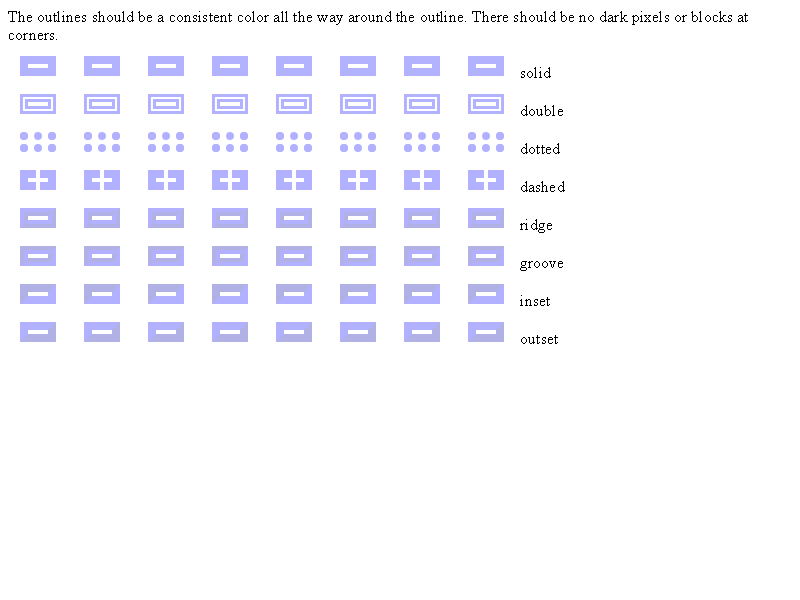 The outlines should be a consistent color all the way around the outline. There should be no dark pixels or blocks at
corners.
solid
double
dotted
dashed
ridge
groove
inset
outset